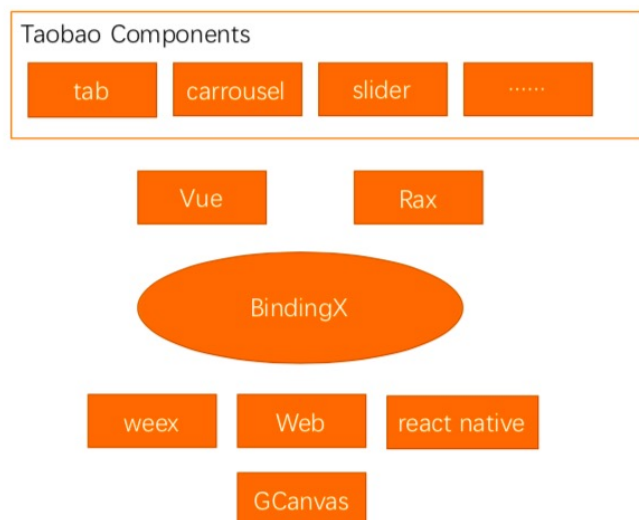 Taobao Components
tab carrousel slider ······
Vue Rax
BindingX
weex Web react native
GCanvas